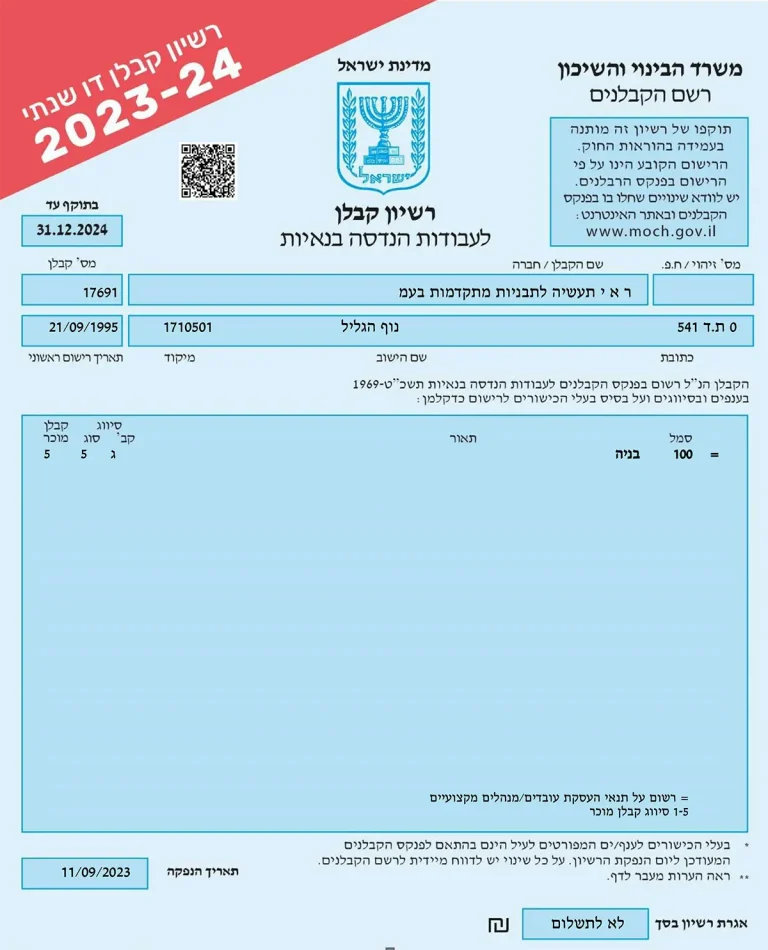 רשיון קבלן דו שנתי
2023-24
מדינת ישראל
ישראל
רשיון קבלן
לעבודות הנדסה בנאיות
משרד הבינוי והשיכון
רשם הקבלנים
תוקפו של רשיון זה מותנה
בעמידה בהוראות החוק.
הרישום הקובע הינו על פי
הרישום בפנקס הרבלנים.
יש לוודא שינויים שחלו בו בפנקס
הקבלנים ובאתר האינטרנט :
www.moch.gov.il
בתוקף עד
31.12.2024
מס' זיהוי / ח.פ. שם הקבלן / חברה מס' קבלן
ר א י תעשיה לתבניות מתקדמות בעמ 17691
0 ת.ד 541 נוף הגליל 1710501 21/09/1995
כתובת שם הישוב מיקוד תאריך רישום ראשוני
הקבלן הנ"ל רשום בפנקס הקבלנים לעבודות הנדסה בנאיות תשכ"ט-1969
בענפים ובסיווגים ועל בסיס בעלי הכישורים לרישום כדקלמן :
סיווג קבלן
סמל תאור קב' סוג מוכר
= 100 בניה ג 5 5
= רשום על תנאי העסקת עובדים/מנהלים מקצועיים
1-5 סיווג קבלן מוכר
* בעלי הכישורים לענף/ים המפורטים לעיל הינם בהתאם לפנקס הקבלנים
המעודכן ליום הנפקת הרשיון. על כל שינוי יש לדווח מיידית לרשם הקבלנים.
** ראה הערות מעבר לדף.
תאריך הנפקה 11/09/2023
אגרת רשיון בסך לא לתשלום ₪